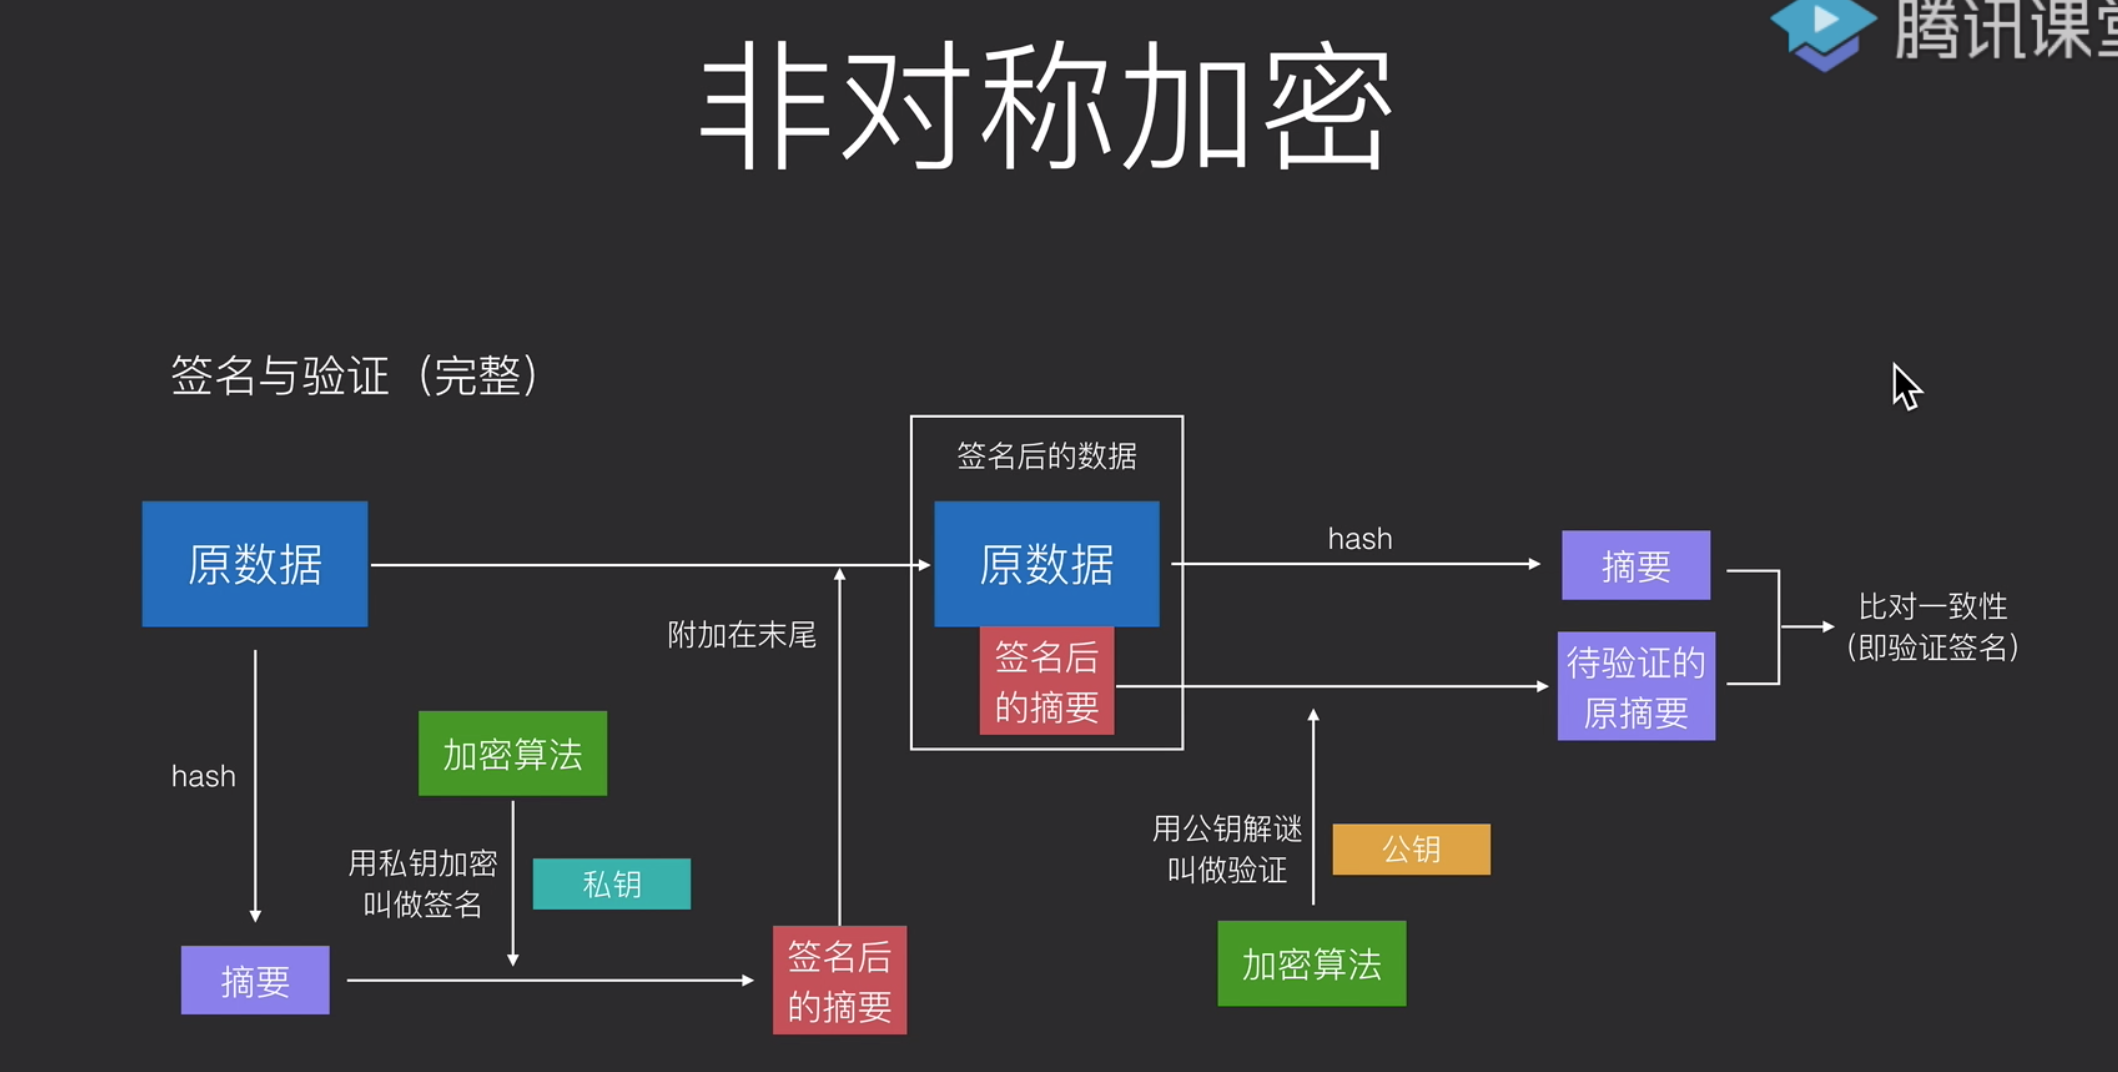 腾讯课堂
非对称加密
签名与验证（完整）
签名后的数据
原数据
原数据
hash
摘要
附加在末尾
签名后
的摘要
待验证的
原摘要
比对一致性
（即验证签名）
hash
加密算法
用私钥加密
叫做签名
私钥
用公钥解谜
叫做验证
公钥
摘要
签名后
的摘要
加密算法